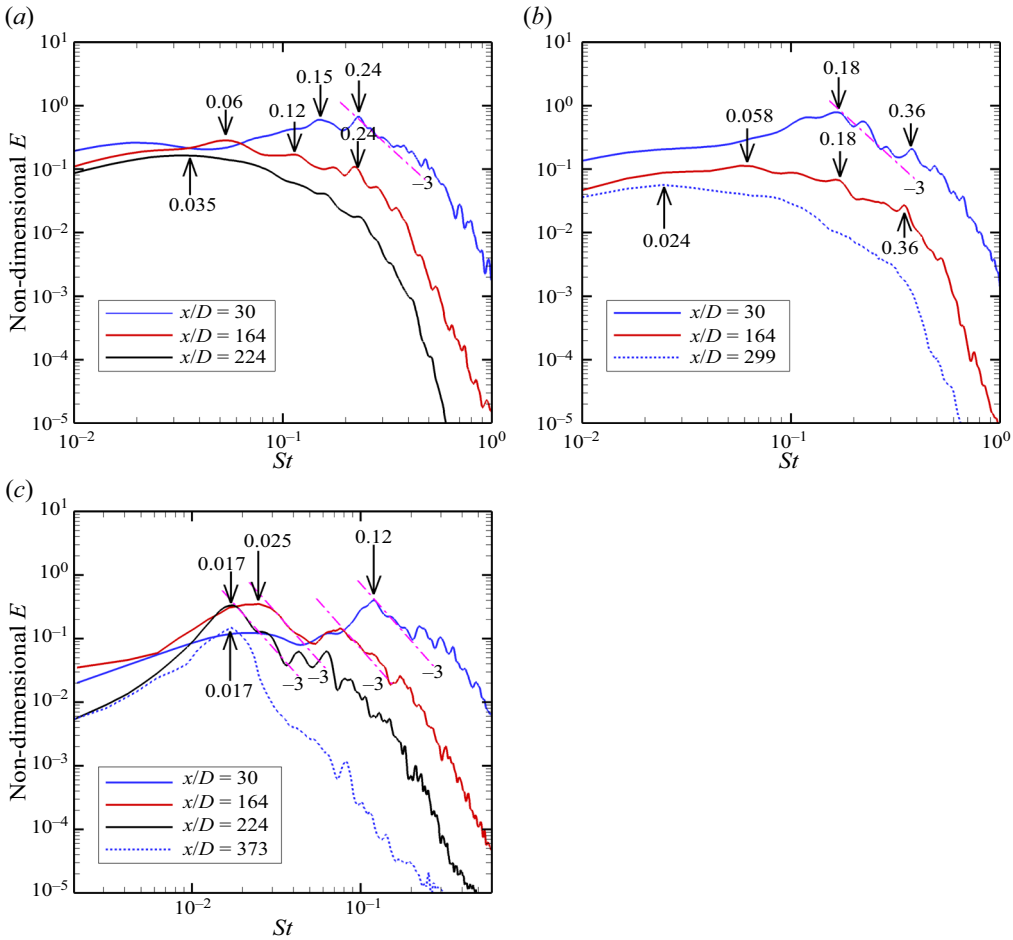 (a)
Non-dimensional E
10^1
10^0
10^−1
10^−2
10^−3
10^−4
10^−5
0.06
0.12
0.15
0.24
0.24
−3
0.035
x/D = 30
x/D = 164
x/D = 224
10^−2
10^−1
10^0
St
(b)
Non-dimensional E
10^1
10^0
10^−1
10^−2
10^−3
10^−4
10^−5
0.18
0.058
0.18
0.36
−3
0.024
0.36
x/D = 30
x/D = 164
x/D = 299
10^−2
10^−1
10^0
St
(c)
Non-dimensional E
10^1
10^0
10^−1
10^−2
10^−3
10^−4
10^−5
0.017
0.025
0.12
0.017
−3
−3
−3
−3
x/D = 30
x/D = 164
x/D = 224
x/D = 373
10^−2
10^−1
St